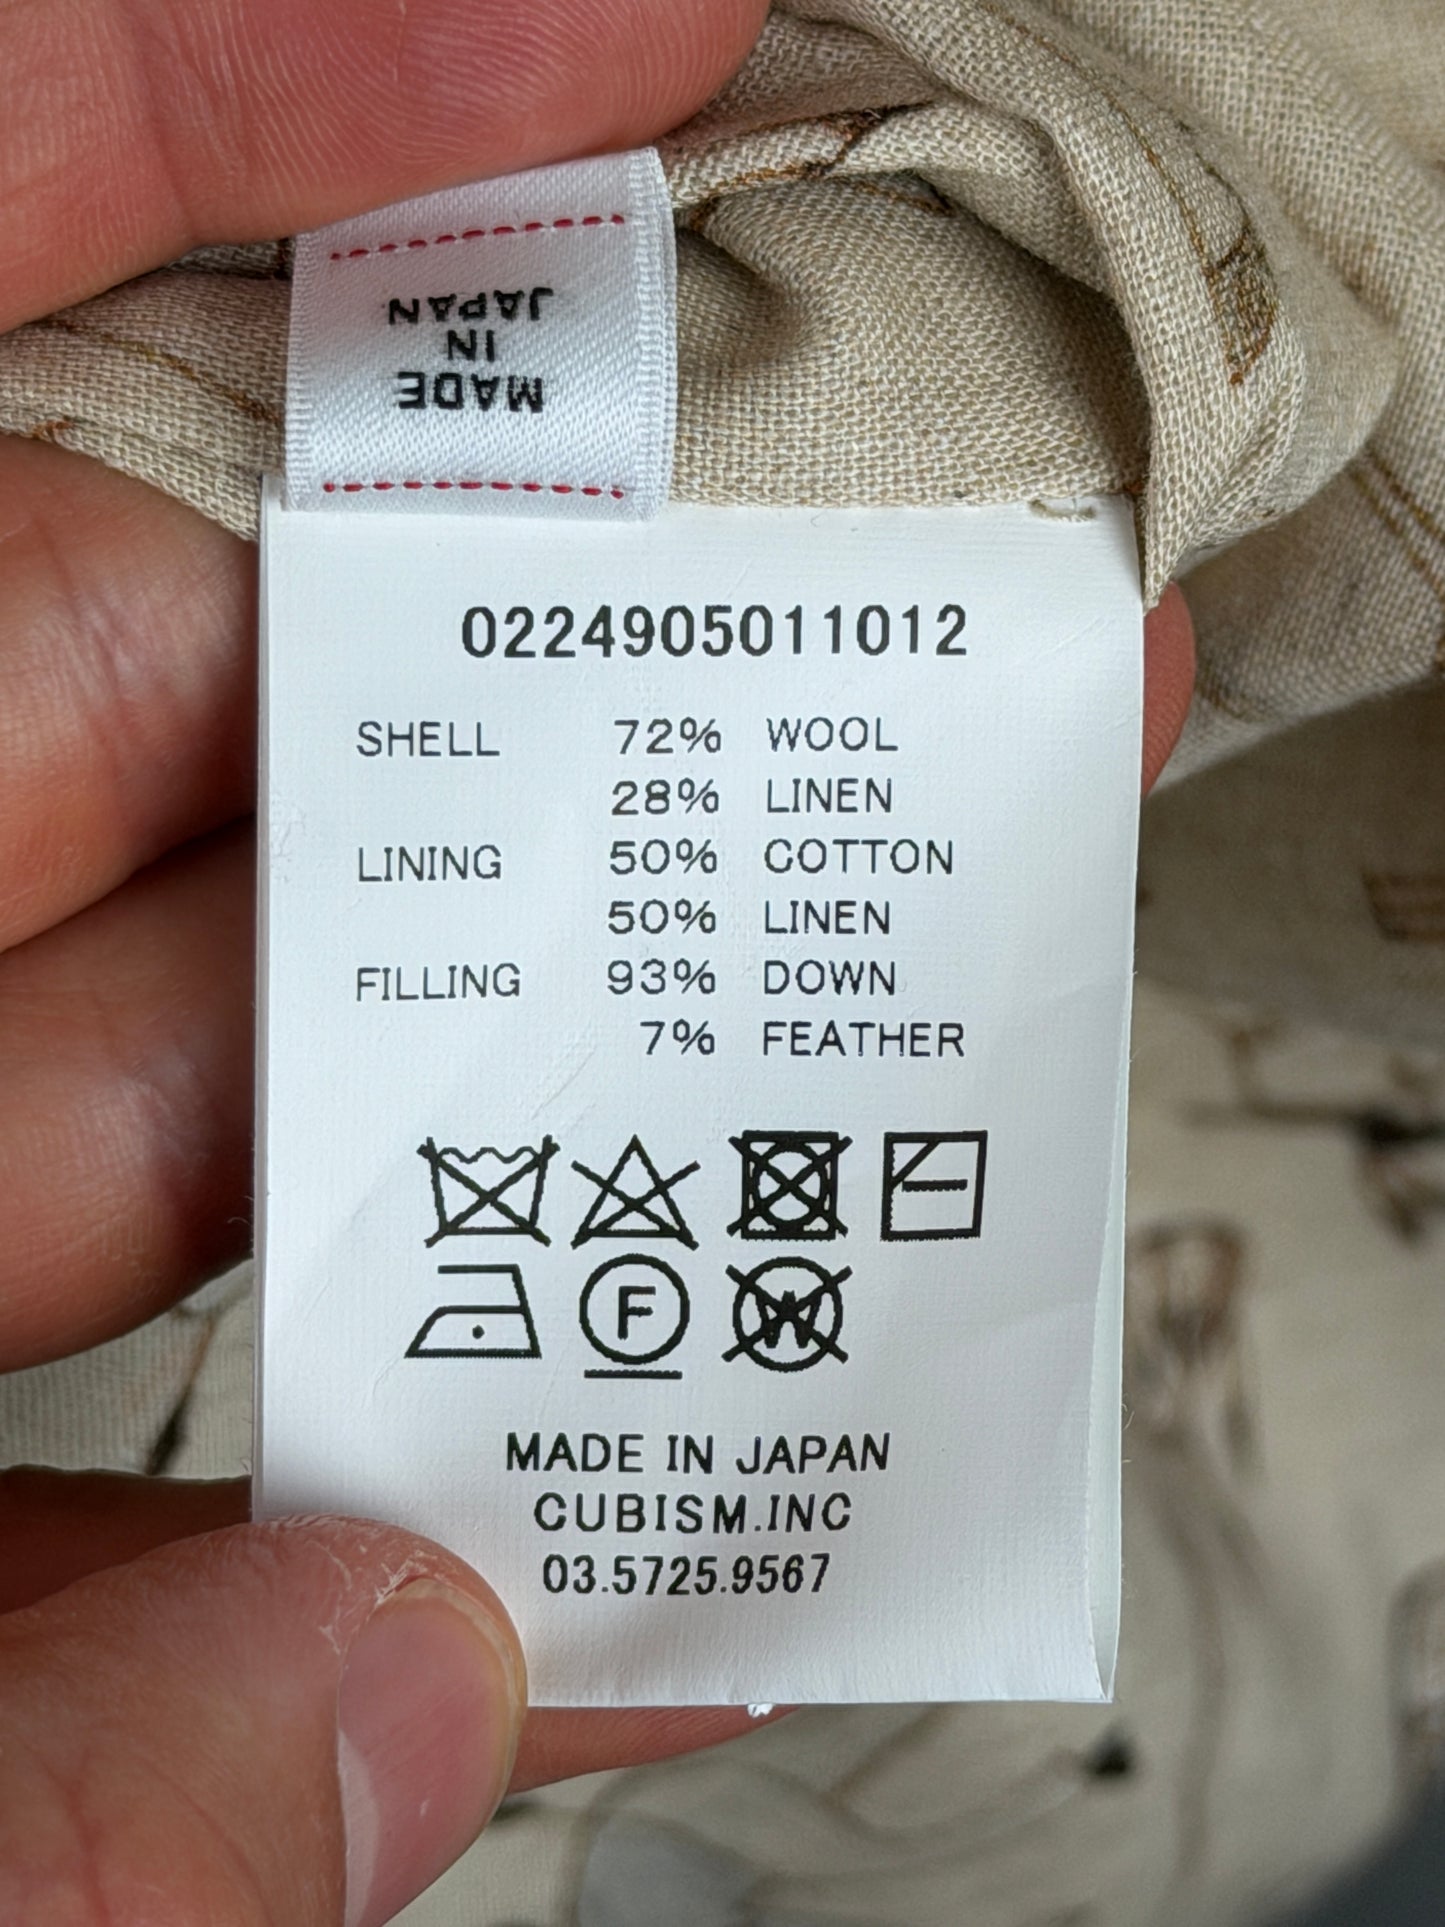 MADE
IN
JAPAN
0224905011012
SHELL 72% WOOL
28% LINEN
LINING 50% COTTON
50% LINEN
FILLING 93% DOWN
7% FEATHER
F
W
MADE IN JAPAN
CUBISM.INC
03.5725.9567